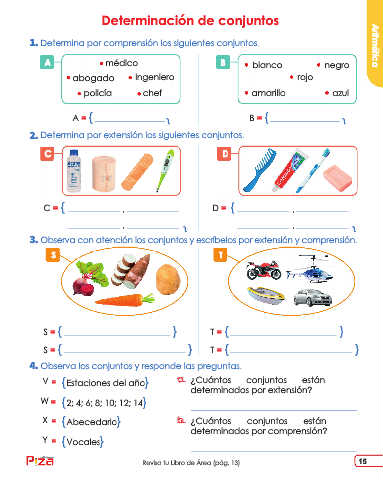 Determinación de conjuntos
Aritmética
1. Determina por comprensión los siguientes conjuntos.
A
• médico
• abogado • ingeniero
• policía • chef
B
• blanco • negro
• rojo
• amarillo • azul
A = { }
B = { }
2. Determina por extensión los siguientes conjuntos.
C
D
C = { , , }
D = { , , }
3. Observa con atención los conjuntos y escríbelos por extensión y comprensión.
S
T
S = { }
T = { }
S = { }
T = { }
4. Observa los conjuntos y responde las preguntas.
V = {Estaciones del año}
W = {2; 4; 6; 8; 10; 12; 14}
X = {Abecedario}
Y = {Vocales}
a. ¿Cuántos conjuntos están
determinados por extensión?
b. ¿Cuántos conjuntos están
determinados por comprensión?
Revisa tu Libro de Área (pág. 13)
15